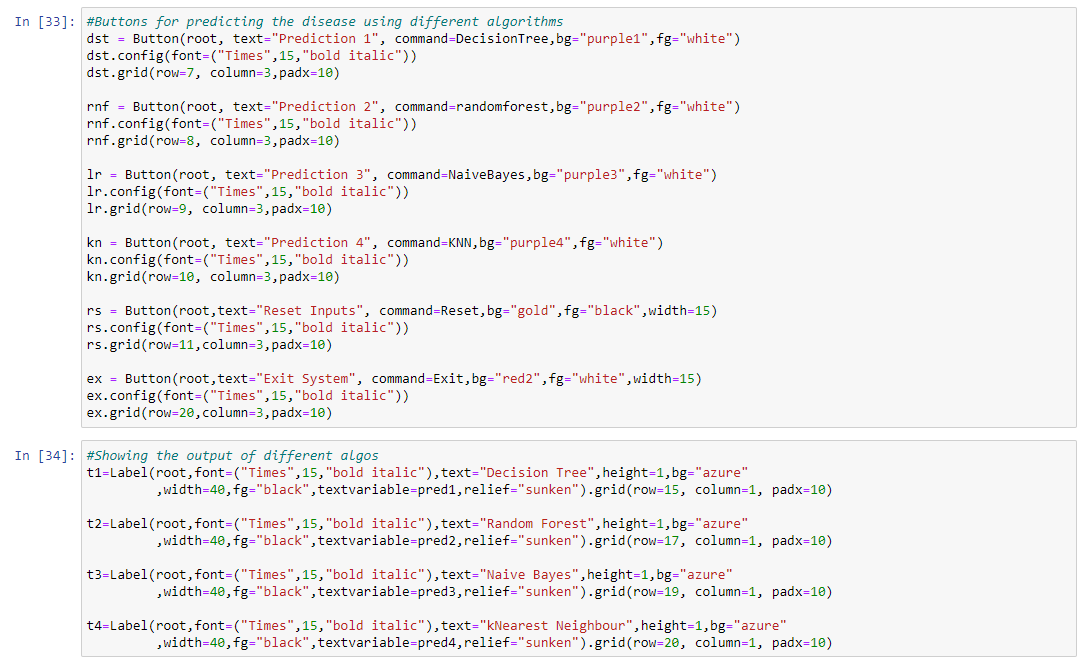 In [33]: #Buttons for predicting the disease using different algorithms
dst = Button(root, text="Prediction 1", command=DecisionTree,bg="purple1",fg="white")
dst.config(font=("Times",15,"bold italic"))
dst.grid(row=7, column=3,padx=10)
rnf = Button(root, text="Prediction 2", command=randomforest,bg="purple2",fg="white")
rnf.config(font=("Times",15,"bold italic"))
rnf.grid(row=8, column=3,padx=10)
lr = Button(root, text="Prediction 3", command=NaiveBayes,bg="purple3",fg="white")
lr.config(font=("Times",15,"bold italic"))
lr.grid(row=9, column=3,padx=10)
kn = Button(root, text="Prediction 4", command=KNN,bg="purple4",fg="white")
kn.config(font=("Times",15,"bold italic"))
kn.grid(row=10, column=3,padx=10)
rs = Button(root,text="Reset Inputs", command=Reset,bg="gold",fg="black",width=15)
rs.config(font=("Times",15,"bold italic"))
rs.grid(row=11,column=3,padx=10)
ex = Button(root,text="Exit System", command=Exit,bg="red2",fg="white",width=15)
ex.config(font=("Times",15,"bold italic"))
ex.grid(row=20,column=3,padx=10)
In [34]: #Showing the output of different algos
t1=Label(root,font=("Times",15,"bold italic"),text="Decision Tree",height=1,bg="azure"
,width=40,fg="black",textvariable=pred1,relief="sunken").grid(row=15, column=1, padx=10)
t2=Label(root,font=("Times",15,"bold italic"),text="Random Forest",height=1,bg="azure"
,width=40,fg="black",textvariable=pred2,relief="sunken").grid(row=17, column=1, padx=10)
t3=Label(root,font=("Times",15,"bold italic"),text="Naive Bayes",height=1,bg="azure"
,width=40,fg="black",textvariable=pred3,relief="sunken").grid(row=19, column=1, padx=10)
t4=Label(root,font=("Times",15,"bold italic"),text="kNearest Neighbour",height=1,bg="azure"
,width=40,fg="black",textvariable=pred4,relief="sunken").grid(row=20, column=1, padx=10)